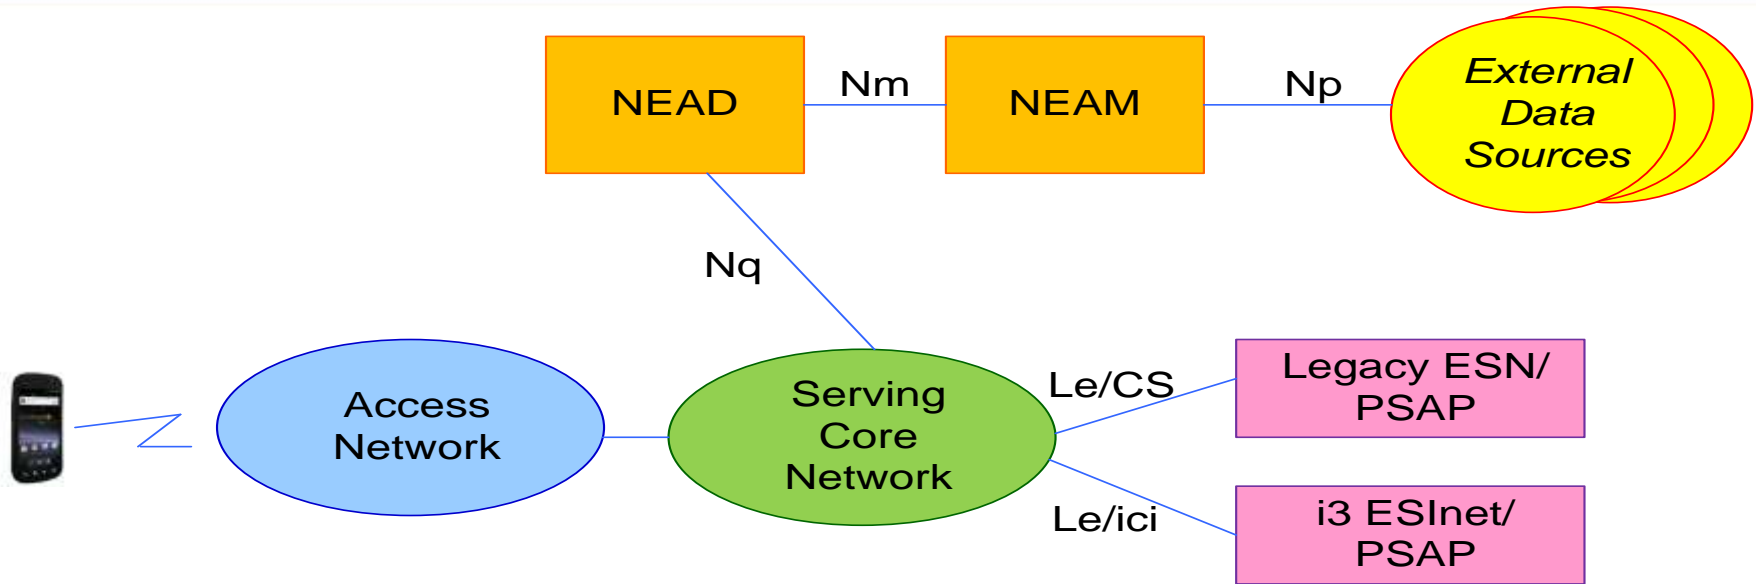 NEAD
Nm
NEAM
Np
External
Data
Sources
Nq
Access
Network
Serving
Core
Network
Le/CS
Legacy ESN/
PSAP
Le/ici
i3 ESInet/
PSAP